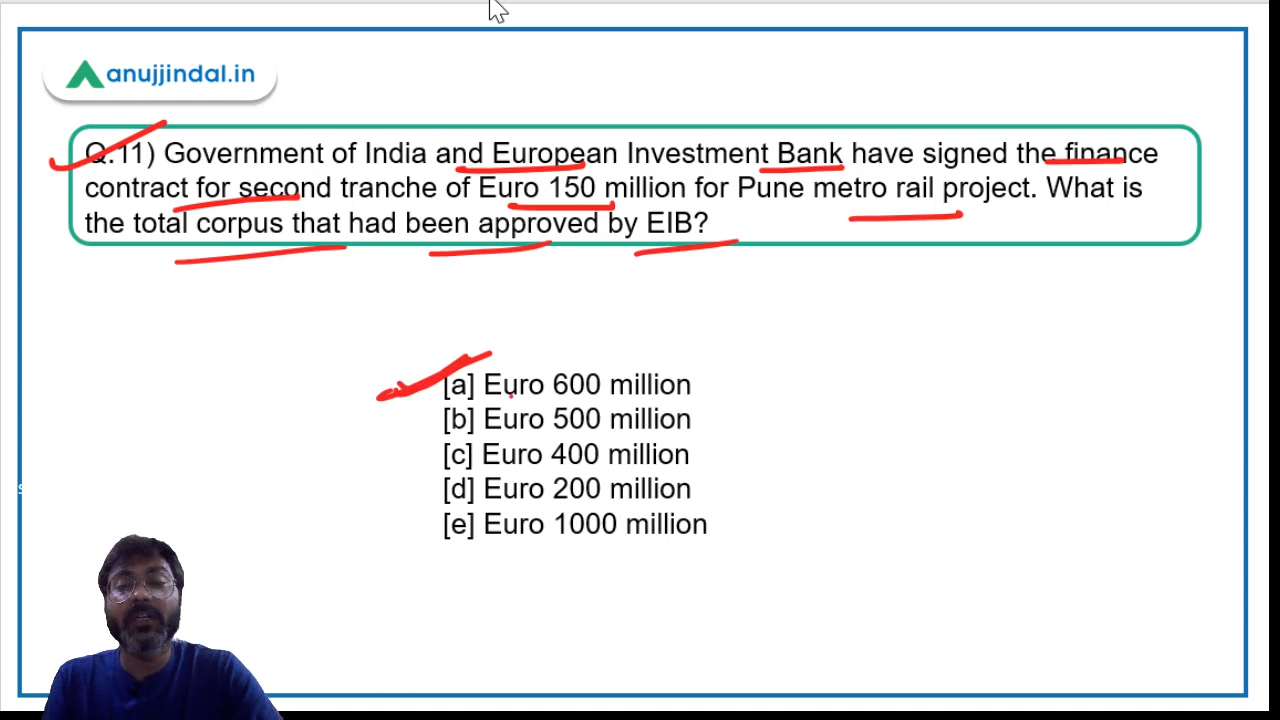 anujjindal.in
Q.11) Government of India and European Investment Bank have signed the finance
contract for second tranche of Euro 150 million for Pune metro rail project. What is
the total corpus that had been approved by EIB?
[a] Euro 600 million
[b] Euro 500 million
[c] Euro 400 million
[d] Euro 200 million
[e] Euro 1000 million